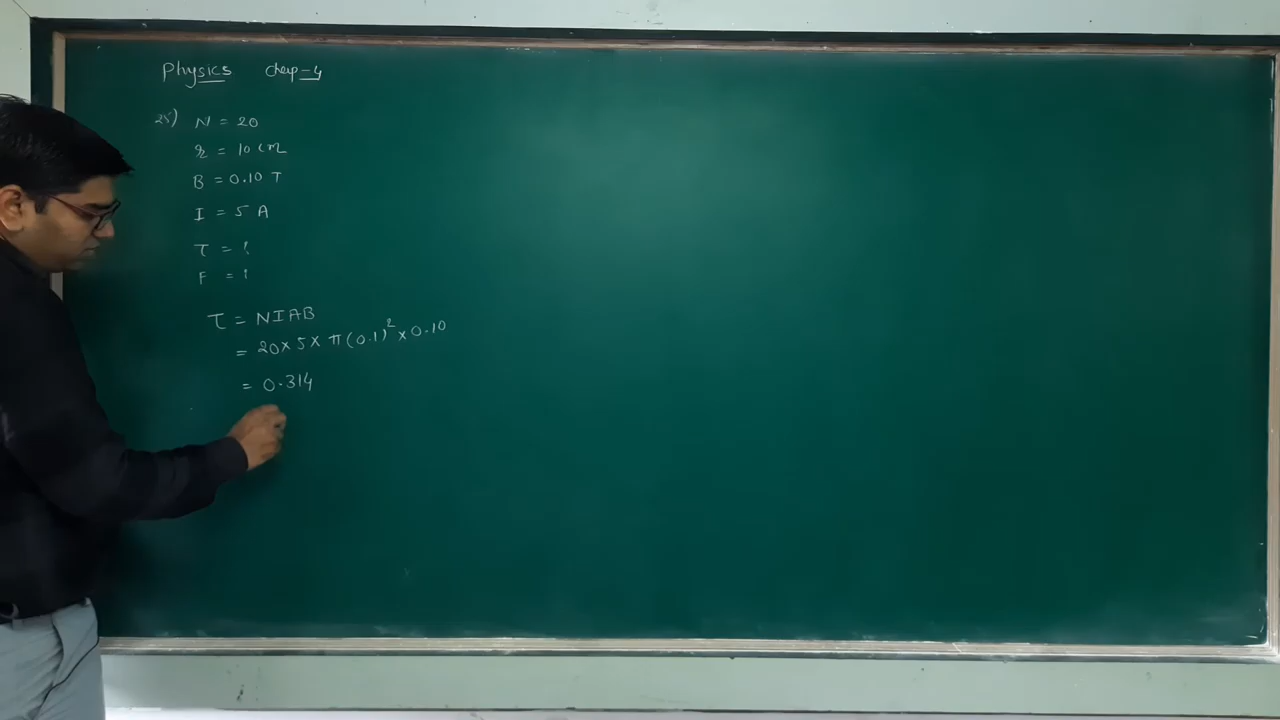 Physics chap-4
25) N = 20
r = 10 cm
B = 0.10 T
I = 5 A
τ = ?
F = ?
τ = NIAB
= 20 × 5 × π (0.1)² × 0.10
= 0.314